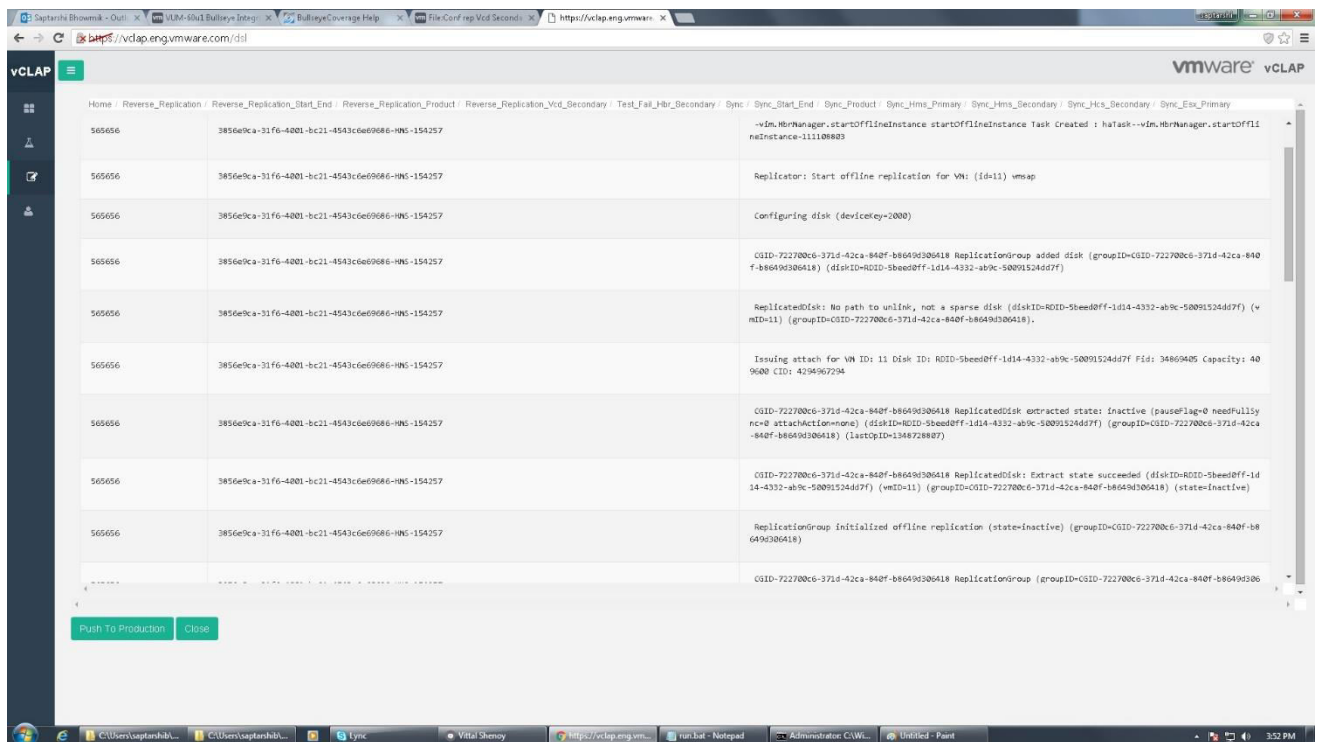 Saptarshi Bhowmik - Outl
VUM-60u1 Bullseye Integr
BullseyeCoverage Help
File:Conf rep Vcd Second
https://vclap.eng.vmware.
https://vclap.eng.vmware.com/dsl
vCLAP
vmware vCLAP
Home / Reverse_Replication / Reverse_Replication_Start_End / Reverse_Replication_Product / Reverse_Replication_Vcd_Secondary / Test_Fail_Hbr_Secondary / Sync / Sync_Start_End / Sync_Product / Sync_Hms_Primary / Sync_Hms_Secondary / Sync_Hcs_Secondary / Sync_Esx_Primary
565656 3856e9ca-31f6-4001-bc21-4543c6e69686-HMS-154257 -vim.HbrManager.startOfflineInstance startOfflineInstance Task Created : haTask--vim.HbrManager.startOffli
neInstance-111108803
565656 3856e9ca-31f6-4001-bc21-4543c6e69686-HMS-154257 Replicator: Start offline replication for VM: (id=11) vmsap
565656 3856e9ca-31f6-4001-bc21-4543c6e69686-HMS-154257 Configuring disk (deviceKey=2000)
565656 3856e9ca-31f6-4001-bc21-4543c6e69686-HMS-154257 CGID-722700c6-371d-42ca-840f-b8649d306418 ReplicationGroup added disk (groupID=CGID-722700c6-371d-42ca-840
f-b8649d306418) (diskID=RDID-5beed0ff-1d14-4332-ab9c-50091524dd7f)
565656 3856e9ca-31f6-4001-bc21-4543c6e69686-HMS-154257 ReplicatedDisk: No path to unlink, not a sparse disk (diskID=RDID-5beed0ff-1d14-4332-ab9c-50091524dd7f) (v
mID=11) (groupID=CGID-722700c6-371d-42ca-840f-b8649d306418).
565656 3856e9ca-31f6-4001-bc21-4543c6e69686-HMS-154257 Issuing attach for VM ID: 11 Disk ID: RDID-5beed0ff-1d14-4332-ab9c-50091524dd7f Fid: 34869405 Capacity: 40
9600 CID: 4294967294
565656 3856e9ca-31f6-4001-bc21-4543c6e69686-HMS-154257 CGID-722700c6-371d-42ca-840f-b8649d306418 ReplicatedDisk extracted state: inactive (pauseFlag=0 needFullSy
nc=0 attachAction=none) (diskID=RDID-5beed0ff-1d14-4332-ab9c-50091524dd7f) (groupID=CGID-722700c6-371d-42ca
-840f-b8649d306418) (lastOpID=1348728807)
565656 3856e9ca-31f6-4001-bc21-4543c6e69686-HMS-154257 CGID-722700c6-371d-42ca-840f-b8649d306418 ReplicatedDisk: Extract state succeeded (diskID=RDID-5beed0ff-1d
14-4332-ab9c-50091524dd7f) (vmID=11) (groupID=CGID-722700c6-371d-42ca-840f-b8649d306418) (state=inactive)
565656 3856e9ca-31f6-4001-bc21-4543c6e69686-HMS-154257 ReplicationGroup initialized offline replication (state=inactive) (groupID=CGID-722700c6-371d-42ca-840f-b8
649d306418)
CGID-722700c6-371d-42ca-840f-b8649d306418 ReplicationGroup (groupID=CGID-722700c6-371d-42ca-840f-b8649d306
Push To Production Close
C:\Users\saptarshib\... C:\Users\saptarshib\... Lync Vittal Shenoy https://vclap.eng.vm... run.bat - Notepad Administrator: C:\Wi... Untitled - Paint 3:52 PM